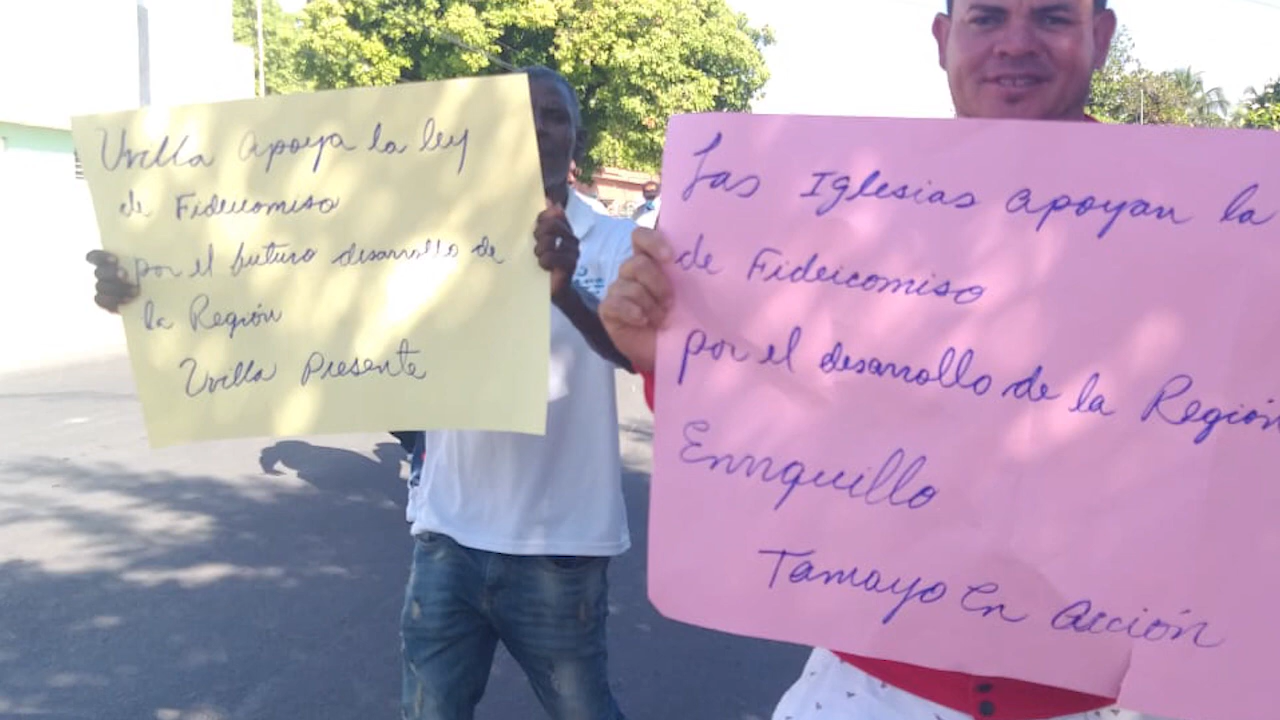 Uvilla apoya la ley
de Fideicomiso
por el futuro desarrollo de
la Región
Uvilla Presente
Las Iglesias apoyan la
de Fideicomiso
por el desarrollo de la Región
Enriquillo
Tamayo En Acción